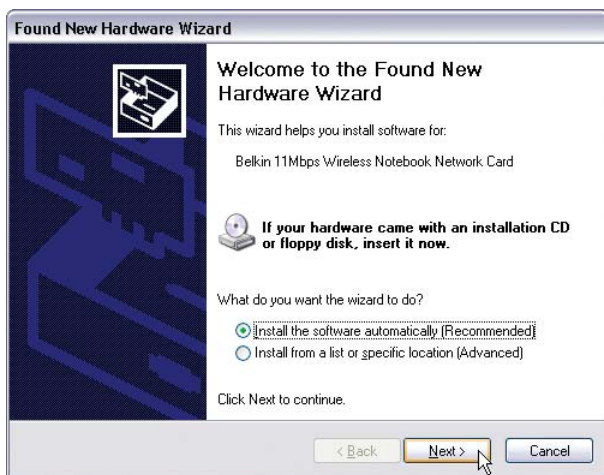 Found New Hardware Wizard
Welcome to the Found New
Hardware Wizard
This wizard helps you install software for:
Belkin 11Mbps Wireless Notebook Network Card
If your hardware came with an installation CD
or floppy disk, insert it now.
What do you want the wizard to do?
Install the software automatically (Recommended)
Install from a list or specific location (Advanced)
Click Next to continue.
< Back Next > Cancel